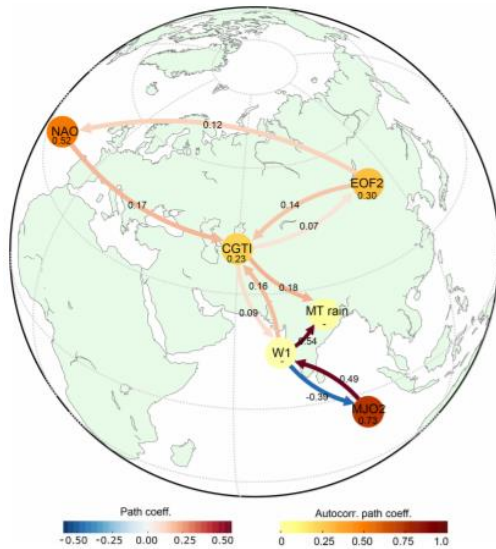 NAO
0.52
0.12
EOF2
0.30
0.17
0.14
0.07
CGTI
0.23
0.16
0.18
0.09
MT rain
-
0.54
W1
-
0.49
-0.39
MJO2
0.73
Path coeff.
Autocorr. path coeff.
-0.50 -0.25 0.00 0.25 0.50
0 0.25 0.50 0.75 1.0